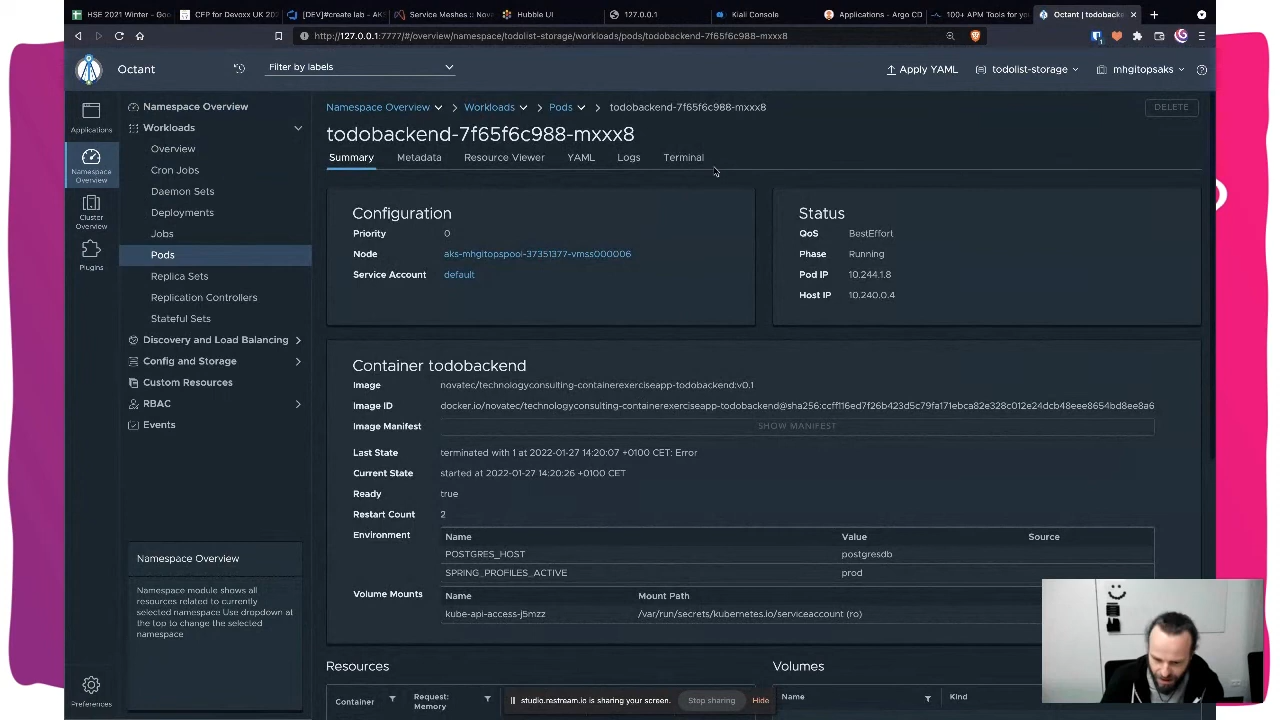 HSE 2021 Winter - Goo
CFP for Devoxx UK 202
[DEV]#create lab - AKS
Service Meshes :: Nove
Hubble UI
127.0.0.1
Kiali Console
Applications - Argo CD
100+ APM Tools for yo
Octant | todobacke
http://127.0.0.1:7777/#/overview/namespace/todolist-storage/workloads/pods/todobackend-7f65f6c988-mxxx8
Octant
Filter by labels
Apply YAML
todolist-storage
mhgitopsaks
Applications
Namespace Overview
Cluster Overview
Plugins
Preferences
Namespace Overview
Workloads
Overview
Cron Jobs
Daemon Sets
Deployments
Jobs
Pods
Replica Sets
Replication Controllers
Stateful Sets
Discovery and Load Balancing
Config and Storage
Custom Resources
RBAC
Events
Namespace Overview
Namespace module shows all
resources related to currently
selected namespace Use dropdown at
the top to change the selected
namespace
Namespace Overview
Workloads
Pods
todobackend-7f65f6c988-mxxx8
DELETE
todobackend-7f65f6c988-mxxx8
Summary
Metadata
Resource Viewer
YAML
Logs
Terminal
Configuration
Priority 0
Node aks-mhgitopspool-37351377-vmss000006
Service Account default
Status
QoS BestEffort
Phase Running
Pod IP 10.244.1.8
Host IP 10.240.0.4
Container todobackend
Image novatec/technologyconsulting-containerexerciseapp-todobackend:v0.1
Image ID docker.io/novatec/technologyconsulting-containerexerciseapp-todobackend@sha256:ccff116ed7f26b423d5c79fa171ebca82e328c012e24dcb48eee8654bd8ee8a6
Image Manifest SHOW MANIFEST
Last State terminated with 1 at 2022-01-27 14:20:07 +0100 CET: Error
Current State started at 2022-01-27 14:20:26 +0100 CET
Ready true
Restart Count 2
Environment Name Value Source
POSTGRES_HOST postgresdb
SPRING_PROFILES_ACTIVE prod
Volume Mounts Name Mount Path
kube-api-access-j5mzz /var/run/secrets/kubernetes.io/serviceaccount (ro)
Resources
Container
Request:
Memory
Volumes
Name Kind
studio.restream.io is sharing your screen.
Stop sharing
Hide